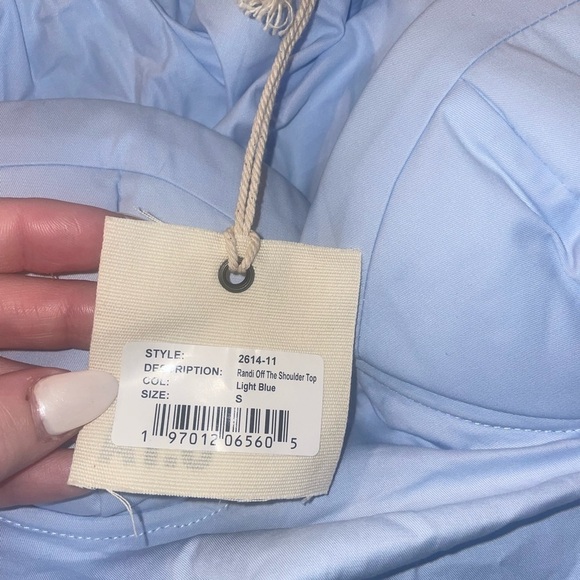 STYLE: 2614-11
DESCRIPTION: Randi Off The Shoulder Top
COL: Light Blue
SIZE: S
1 97012 06560 5